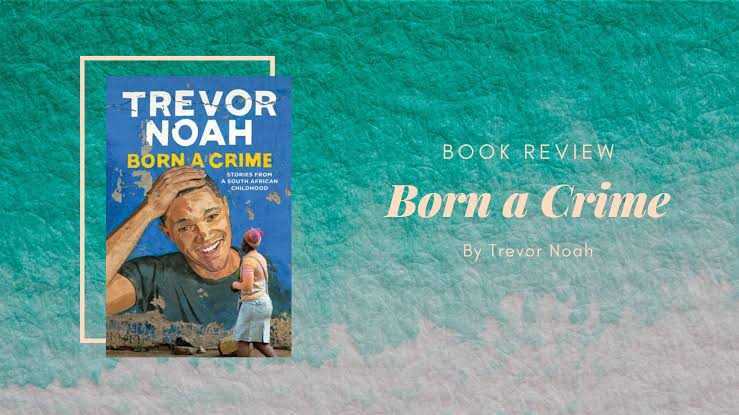 TREVOR
NOAH
BORN A CRIME
STORIES FROM
A SOUTH AFRICAN
CHILDHOOD
BOOK REVIEW
Born a Crime
By Trevor Noah